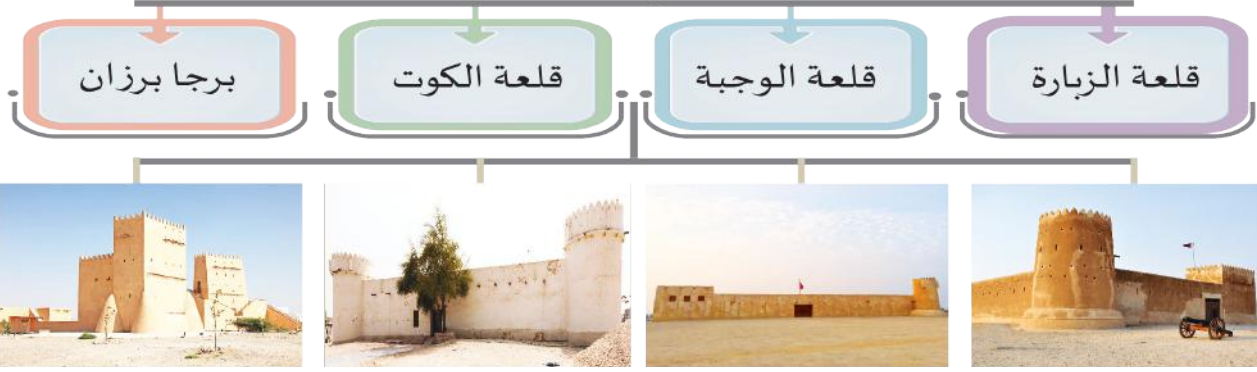 قلعة الزبارة
قلعة الوجبة
قلعة الكوت
برجا برزان